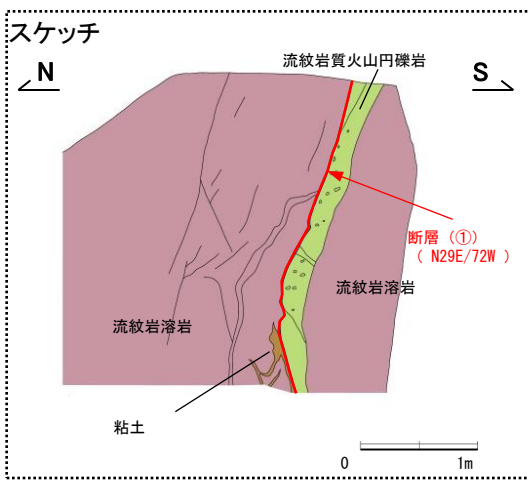 スケッチ
N
S
流紋岩質火山円礫岩
断層（①）
（ N29E/72W ）
流紋岩溶岩
流紋岩溶岩
粘土
0 1m